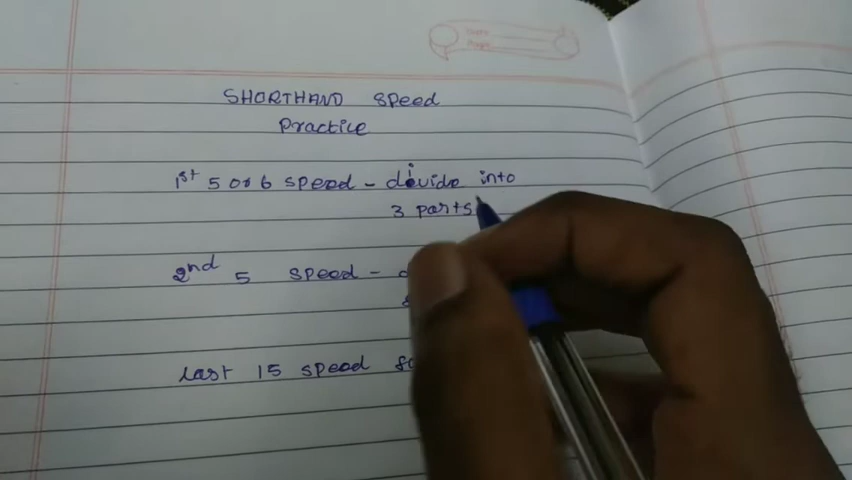 SHORTHAND Speed
Practice
1st 5 or 6 speed - divide into
3 parts
2nd 5 speed -
Last 15 speed